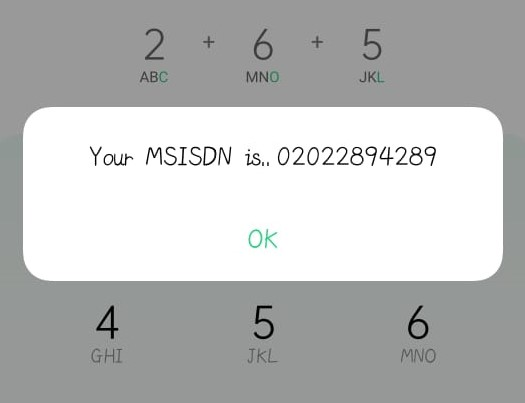 2 + 6 + 5
ABC MNO JKL
Your MSISDN is,, 02022894289
OK
4 5 6
GHI JKL MNO